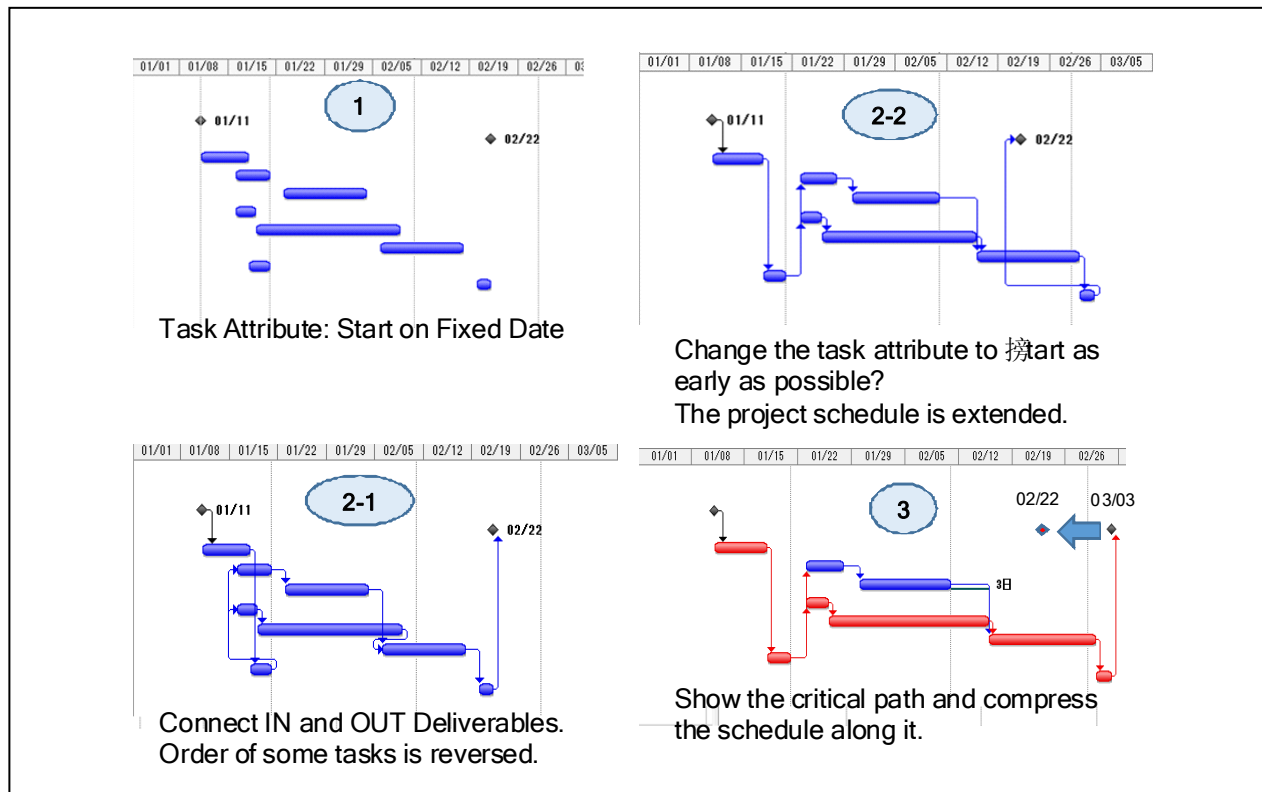 01/01 01/08 01/15 01/22 01/29 02/05 02/12 02/19 02/26
1
01/11
02/22
Task Attribute: Start on Fixed Date
01/01 01/08 01/15 01/22 01/29 02/05 02/12 02/19 02/26 03/05
2-2
01/11
02/22
Change the task attribute to 搒tart as
early as possible?
The project schedule is extended.
01/01 01/08 01/15 01/22 01/29 02/05 02/12 02/19 02/26 03/05
2-1
01/11
02/22
Connect IN and OUT Deliverables.
Order of some tasks is reversed.
01/01 01/08 01/15 01/22 01/29 02/05 02/12 02/19 02/26
3
02/22 03/03
3日
Show the critical path and compress
the schedule along it.